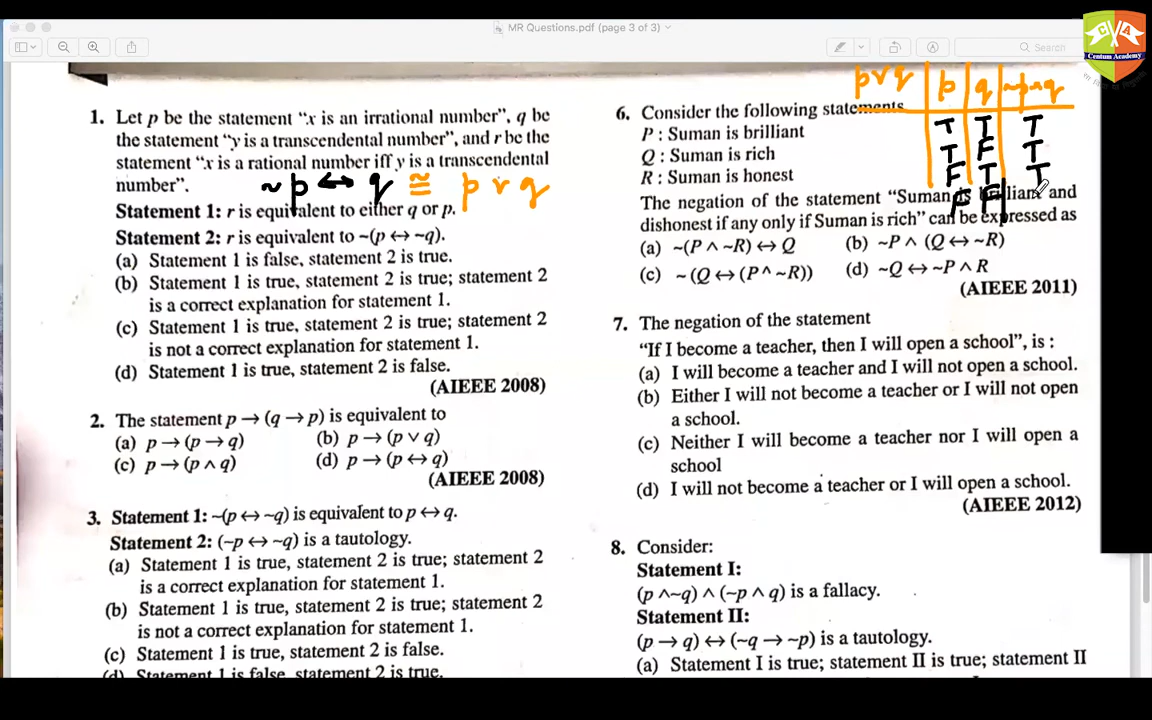 MR Questions.pdf (page 3 of 3)
Search
CVA
Centum Academy
1. Let p be the statement "x is an irrational number", q be
the statement "y is a transcendental number", and r be the
statement "x is a rational number iff y is a transcendental
number".
~p ↔ q ≅ p v q
Statement 1: r is equivalent to either q or p.
Statement 2: r is equivalent to ~(p ↔ ~q).
(a) Statement 1 is false, statement 2 is true.
(b) Statement 1 is true, statement 2 is true; statement 2
is a correct explanation for statement 1.
(c) Statement 1 is true, statement 2 is true; statement 2
is not a correct explanation for statement 1.
(d) Statement 1 is true, statement 2 is false.
(AIEEE 2008)
2. The statement p → (q → p) is equivalent to
(a) p → (p → q) (b) p → (p ∨ q)
(c) p → (p ∧ q) (d) p → (p ↔ q)
(AIEEE 2008)
3. Statement 1: ~(p ↔ ~q) is equivalent to p ↔ q.
Statement 2: (~p ↔ ~q) is a tautology.
(a) Statement 1 is true, statement 2 is true; statement 2
is a correct explanation for statement 1.
(b) Statement 1 is true, statement 2 is true; statement 2
is not a correct explanation for statement 1.
(c) Statement 1 is true, statement 2 is false.
(d) Statement 1 is false, statement 2 is true.
p v q p q
T T T
T F T
F T T
F F
6. Consider the following statements
P : Suman is brilliant
Q : Suman is rich
R : Suman is honest
The negation of the statement "Suman is brilliant and
dishonest if any only if Suman is rich" can be expressed as
(a) ~(P ∧ ~R) ↔ Q (b) ~P ∧ (Q ↔ ~R)
(c) ~ (Q ↔ (P ^ ~R)) (d) ~Q ↔ ~P ∧ R
(AIEEE 2011)
7. The negation of the statement
"If I become a teacher, then I will open a school", is :
(a) I will become a teacher and I will not open a school.
(b) Either I will not become a teacher or I will not open
a school.
(c) Neither I will become a teacher nor I will open a
school
(d) I will not become a teacher or I will open a school.
(AIEEE 2012)
8. Consider:
Statement I:
(p ∧~q) ∧ (~p ∧ q) is a fallacy.
Statement II:
(p → q) ↔ (~q → ~p) is a tautology.
(a) Statement I is true; statement II is true; statement II